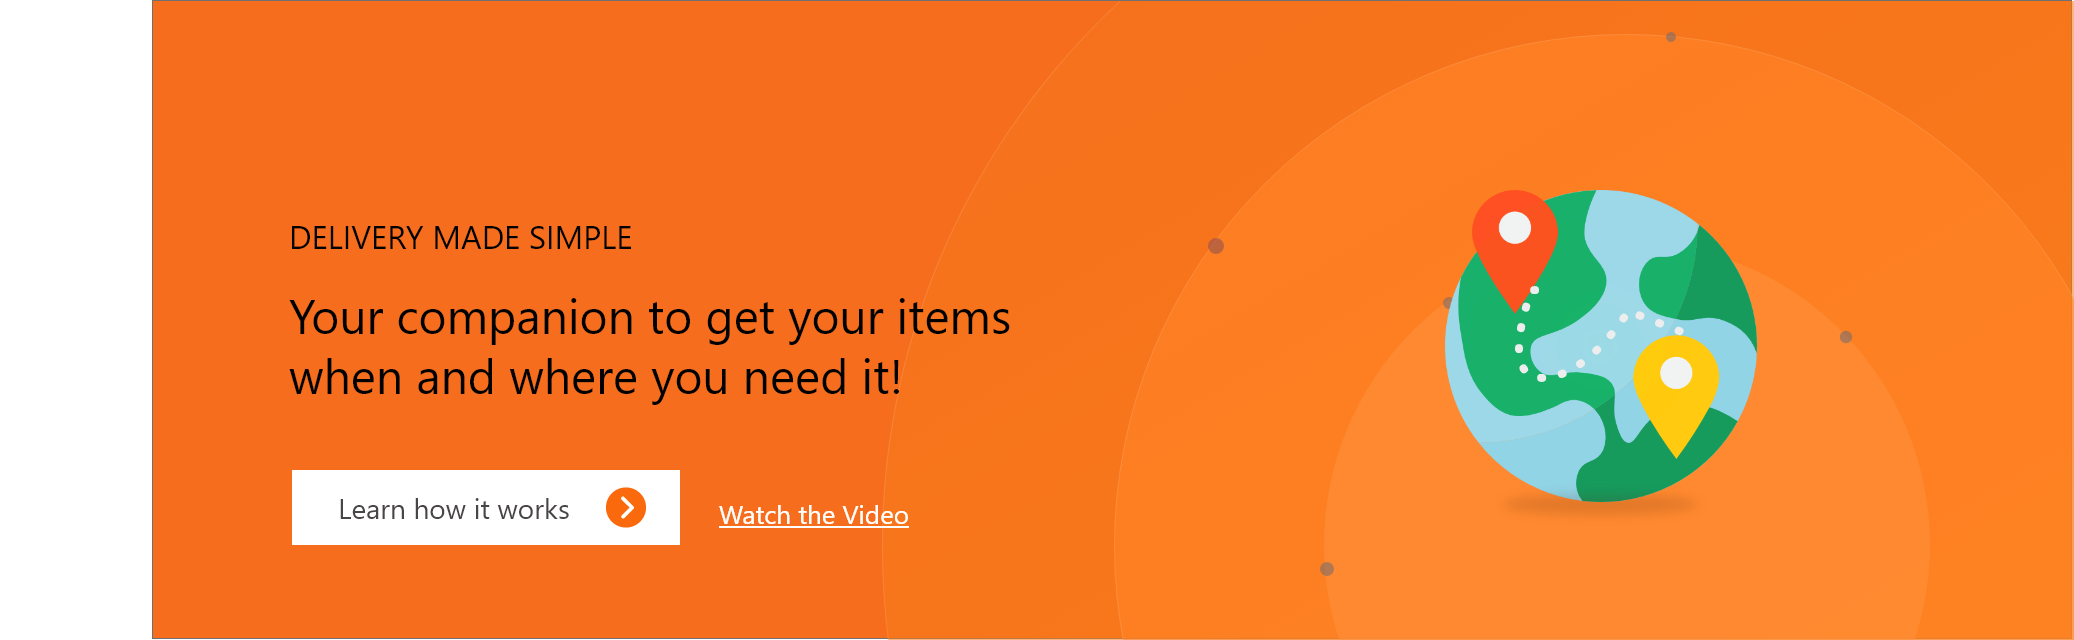 DELIVERY MADE SIMPLE
Your companion to get your items
when and where you need it!
Learn how it works
Watch the Video